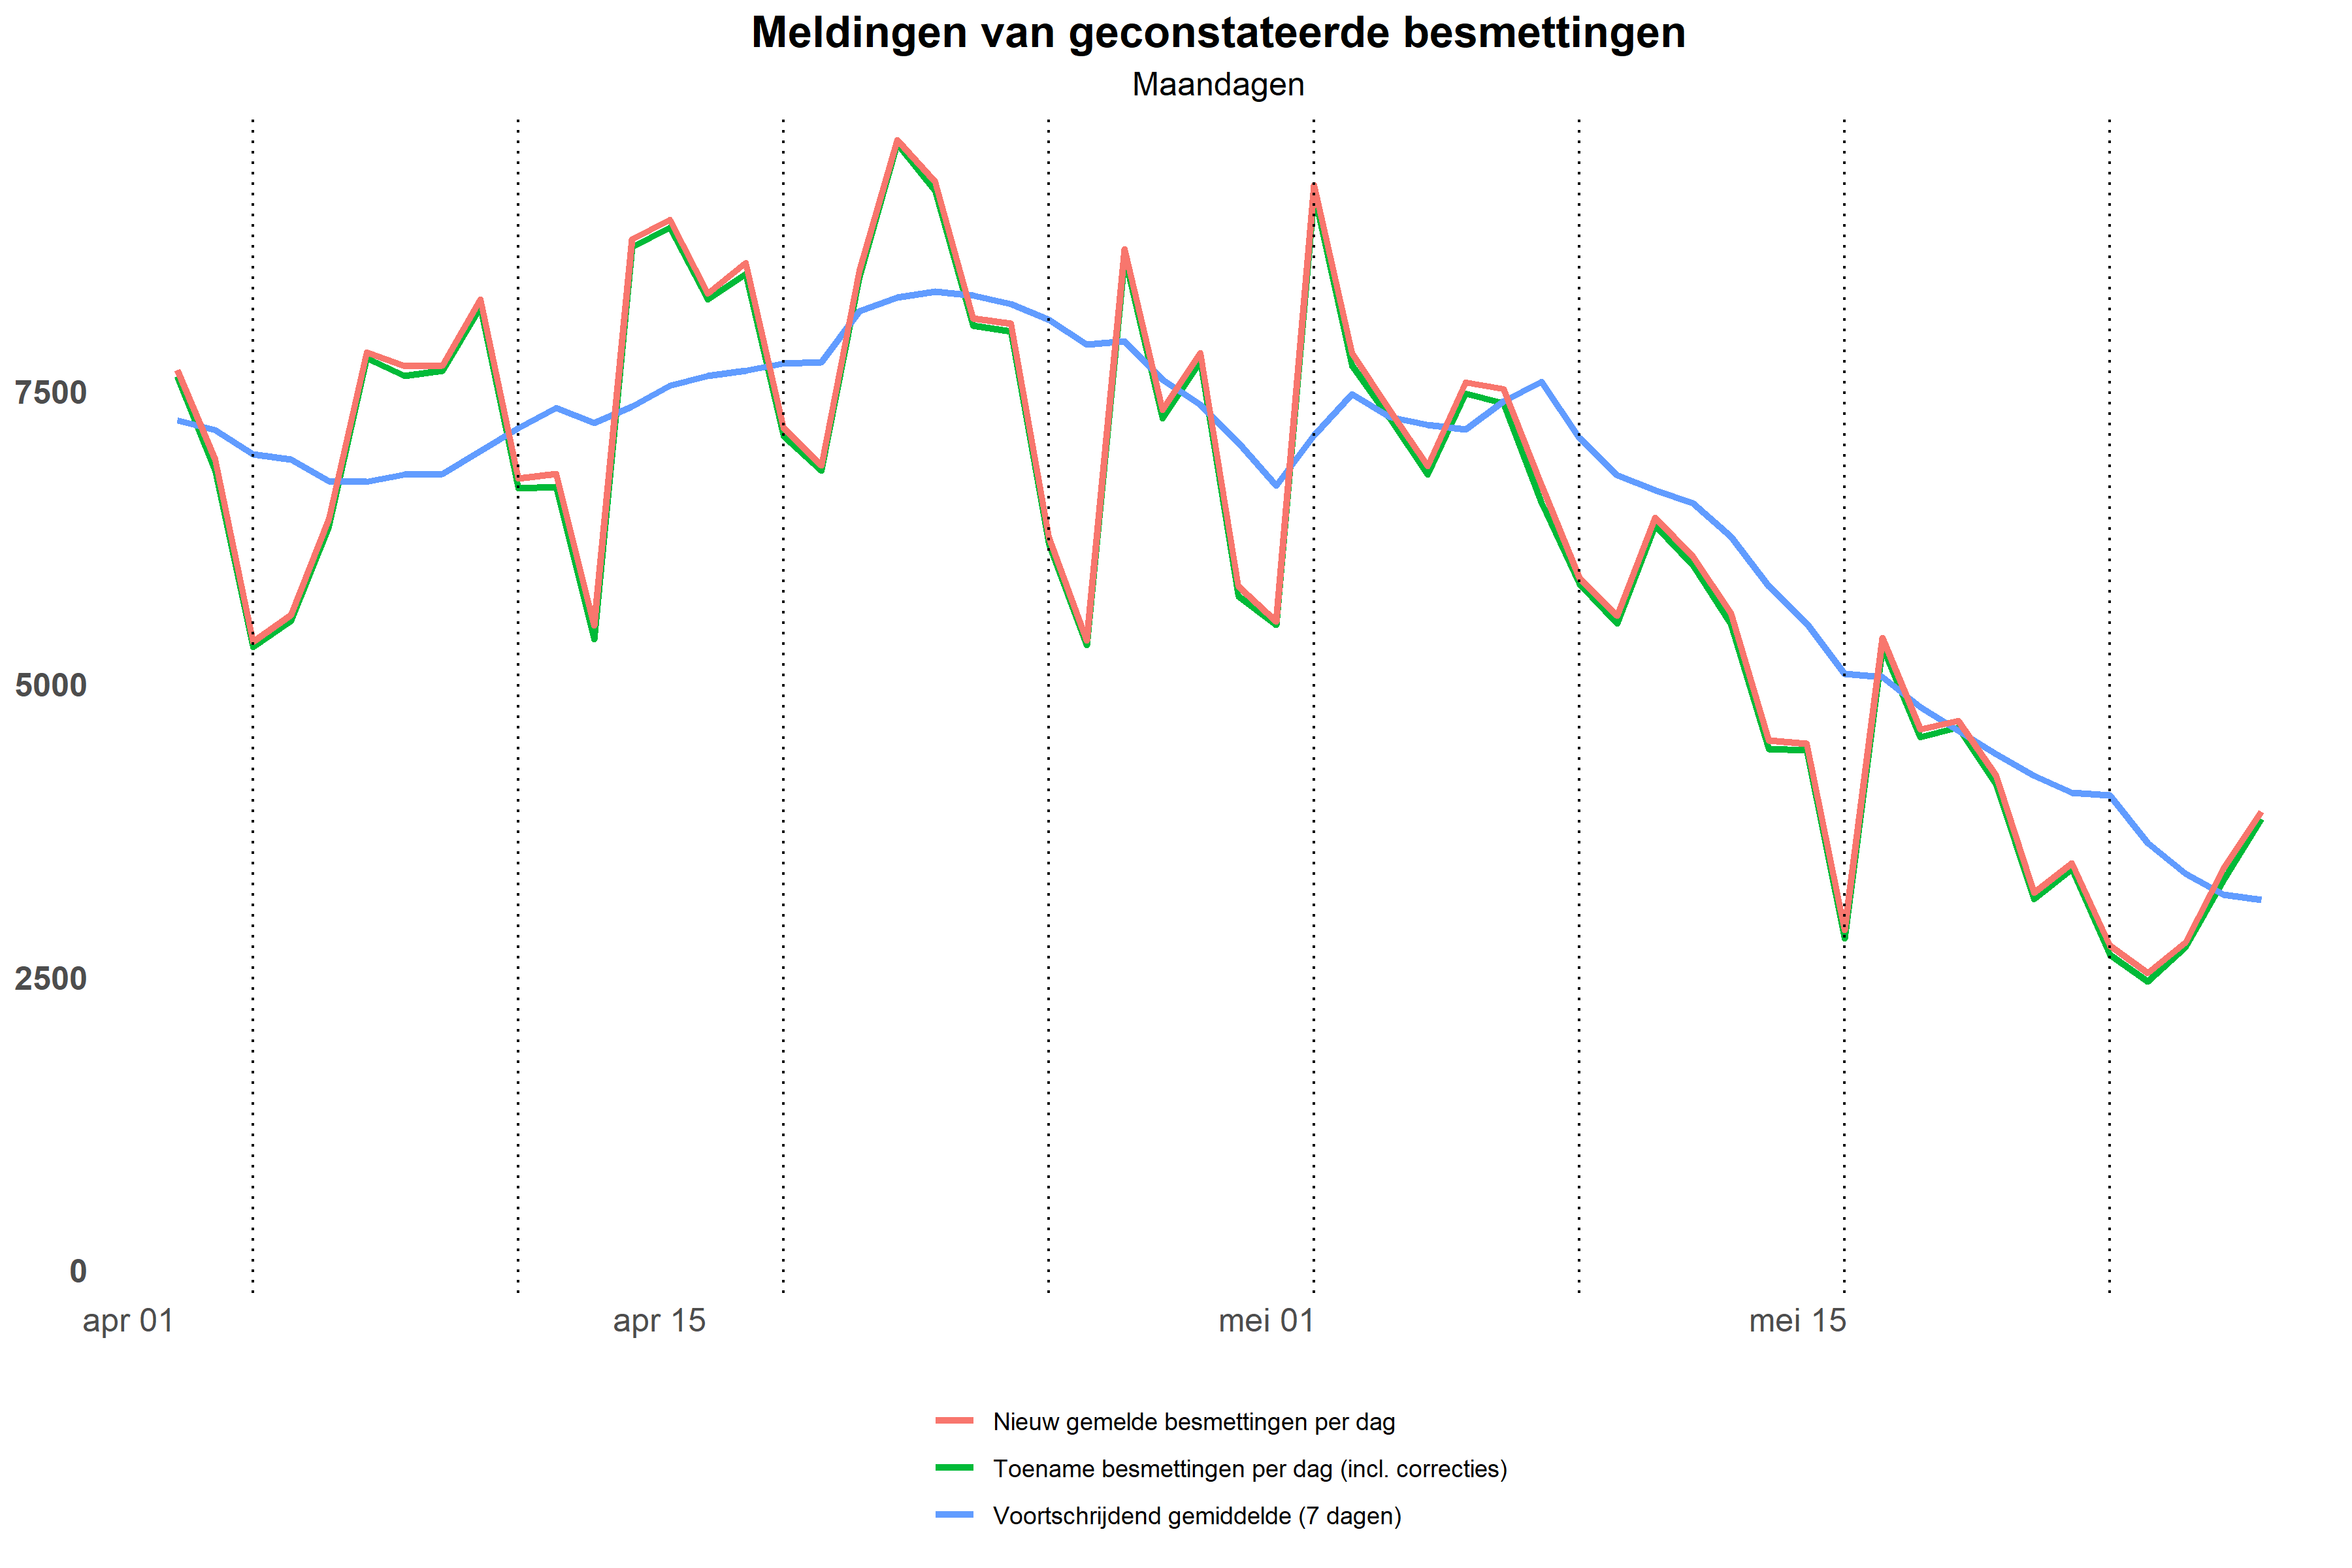 Meldingen van geconstateerde besmettingen
Maandagen
7500
5000
2500
0
apr 01
apr 15
mei 01
mei 15
Nieuw gemelde besmettingen per dag
Toename besmettingen per dag (incl. correcties)
Voortschrijdend gemiddelde (7 dagen)